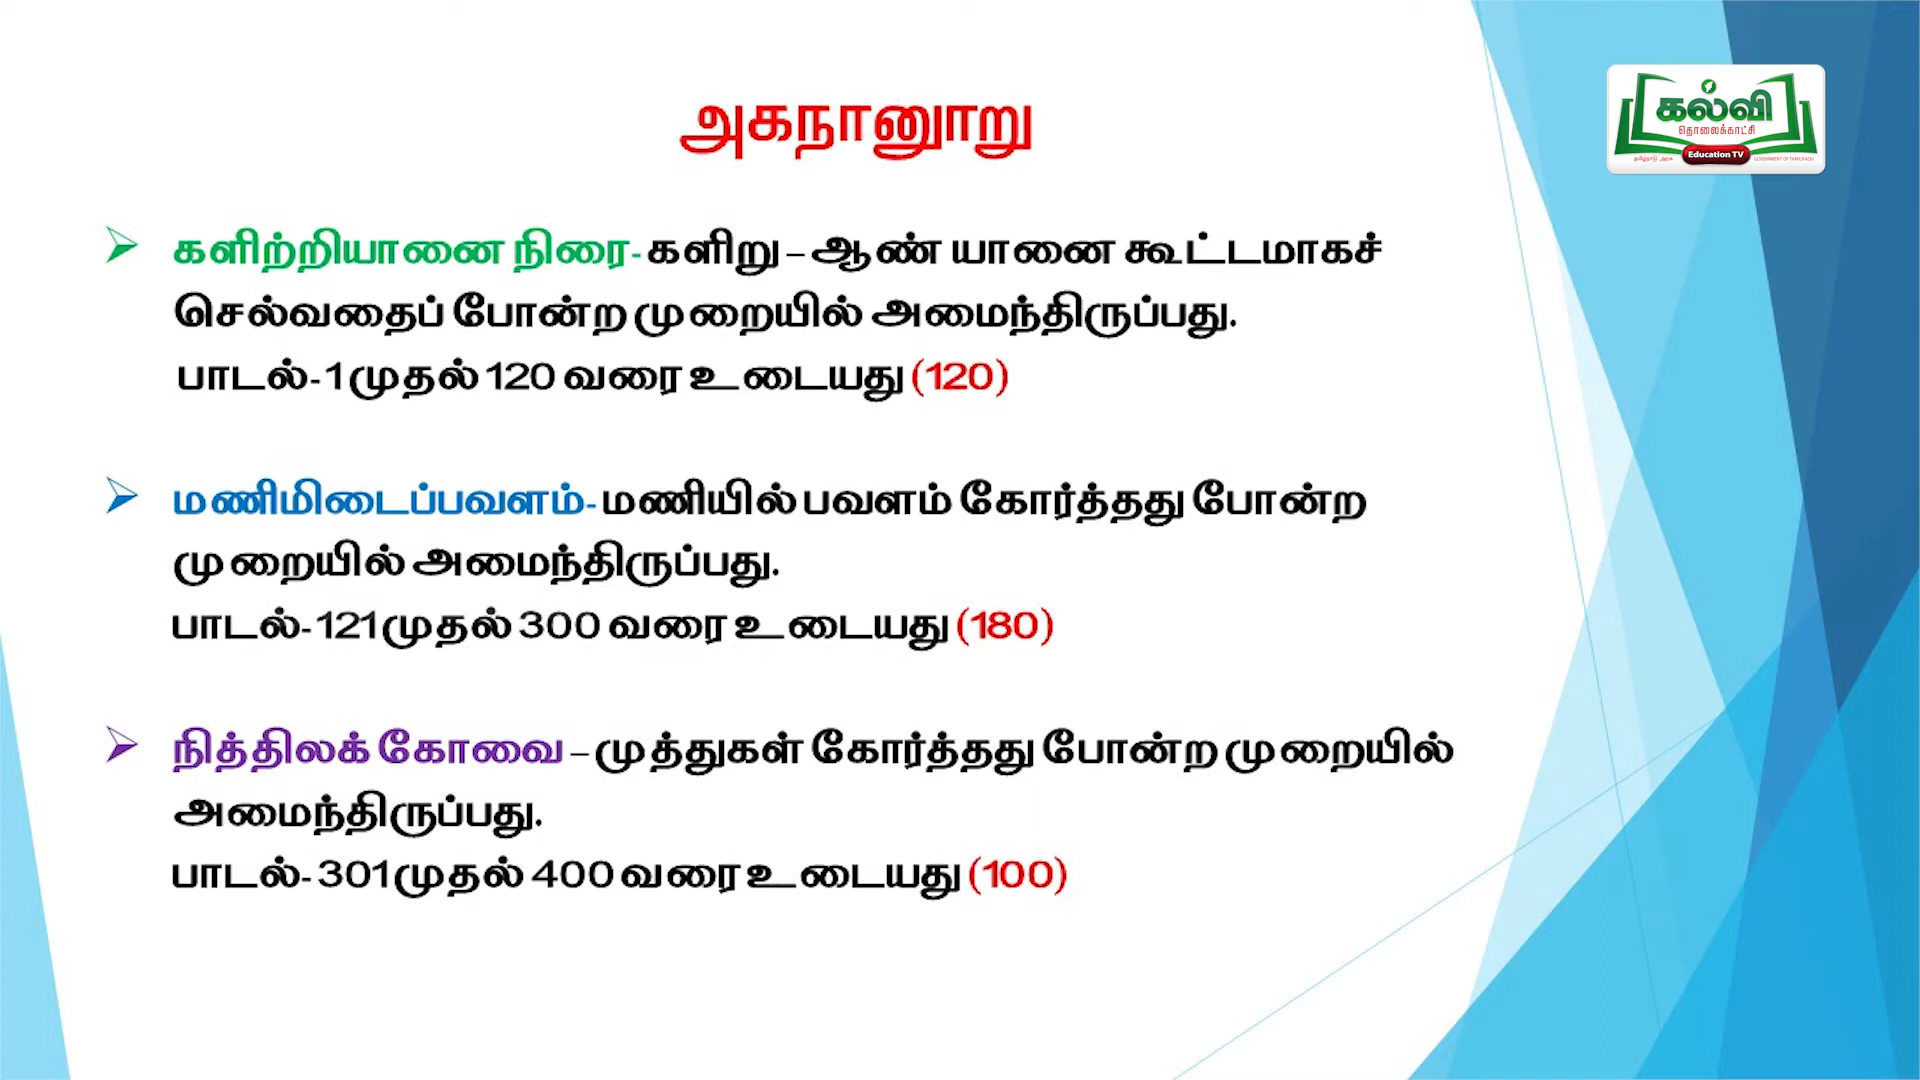 அகநானூறு
கல்வி
தொலைக்காட்சி
தமிழ்நாடு அரசு
Education TV
GOVERNMENT OF TAMILNADU
களிற்றியானை நிரை- களிறு – ஆண் யானை கூட்டமாகச்
செல்வதைப் போன்ற முறையில் அமைந்திருப்பது.
பாடல்- 1 முதல் 120 வரை உடையது (120)
மணிமிடைப்பவளம்- மணியில் பவளம் கோர்த்தது போன்ற
முறையில் அமைந்திருப்பது.
பாடல்- 121 முதல் 300 வரை உடையது (180)
நித்திலக் கோவை – முத்துகள் கோர்த்தது போன்ற முறையில்
அமைந்திருப்பது.
பாடல்- 301 முதல் 400 வரை உடையது (100)